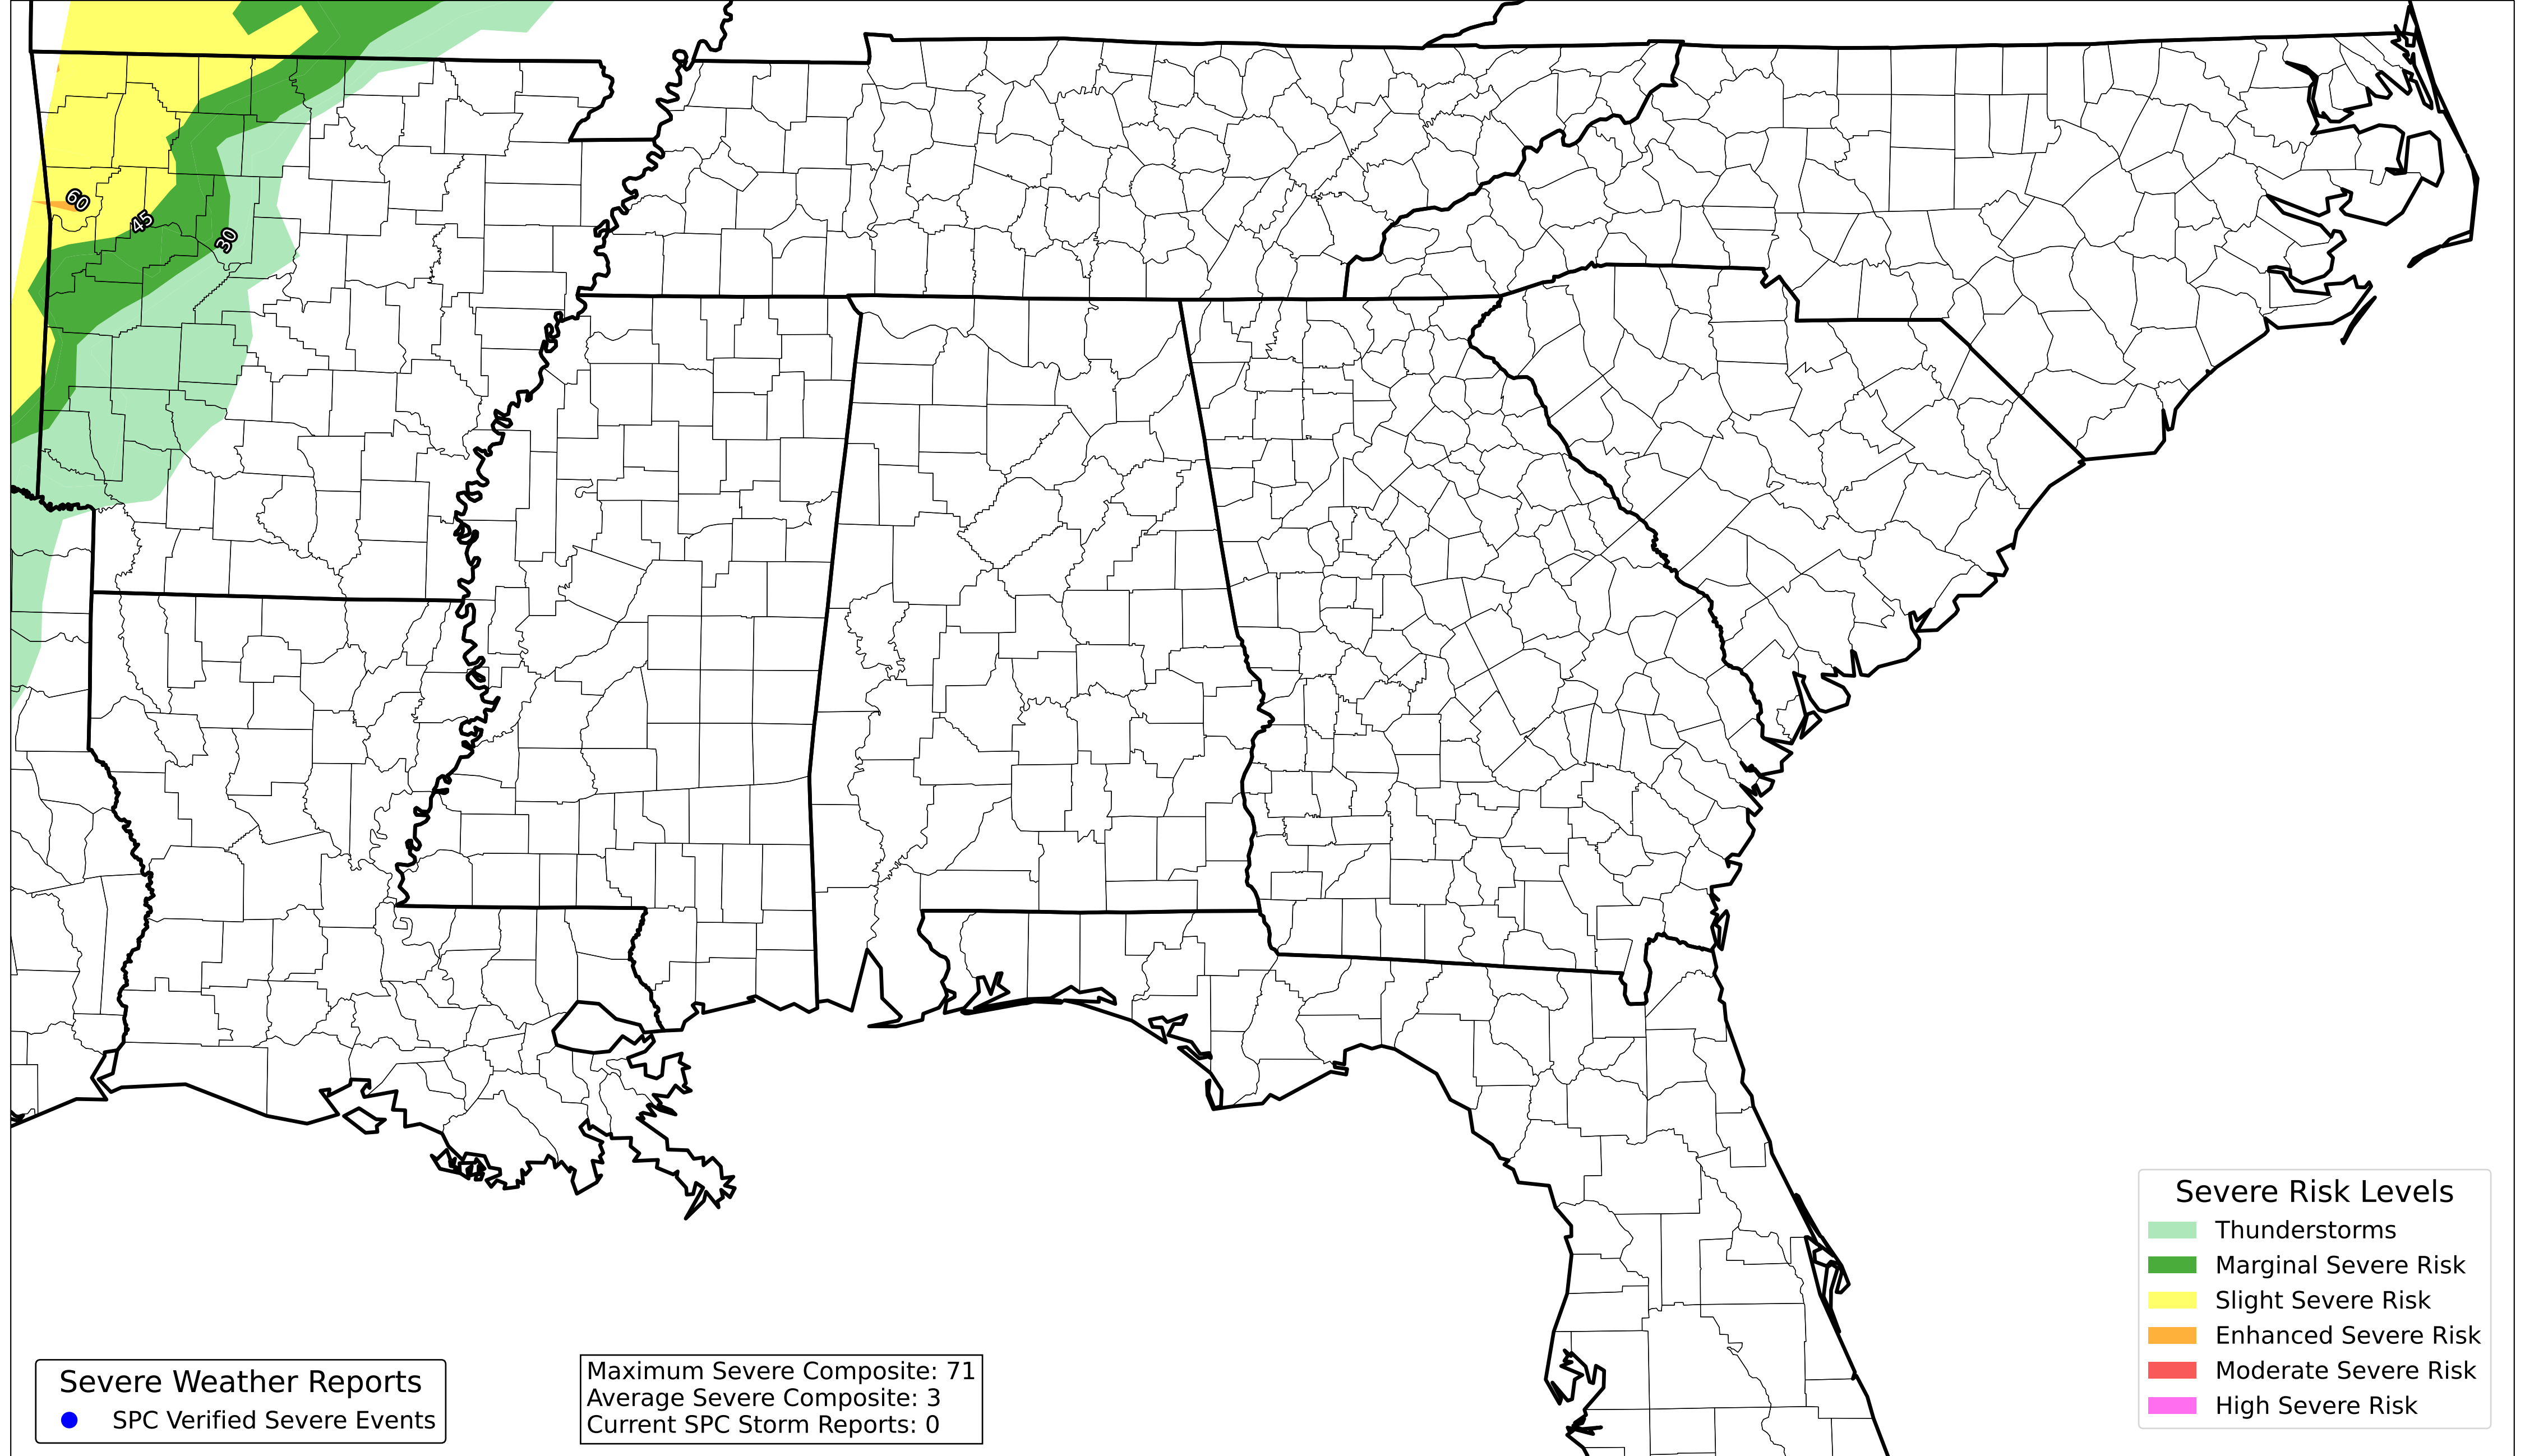 60
45
30
Severe Risk Levels
Thunderstorms
Marginal Severe Risk
Slight Severe Risk
Enhanced Severe Risk
Moderate Severe Risk
High Severe Risk
Severe Weather Reports
SPC Verified Severe Events
Maximum Severe Composite: 71
Average Severe Composite: 3
Current SPC Storm Reports: 0